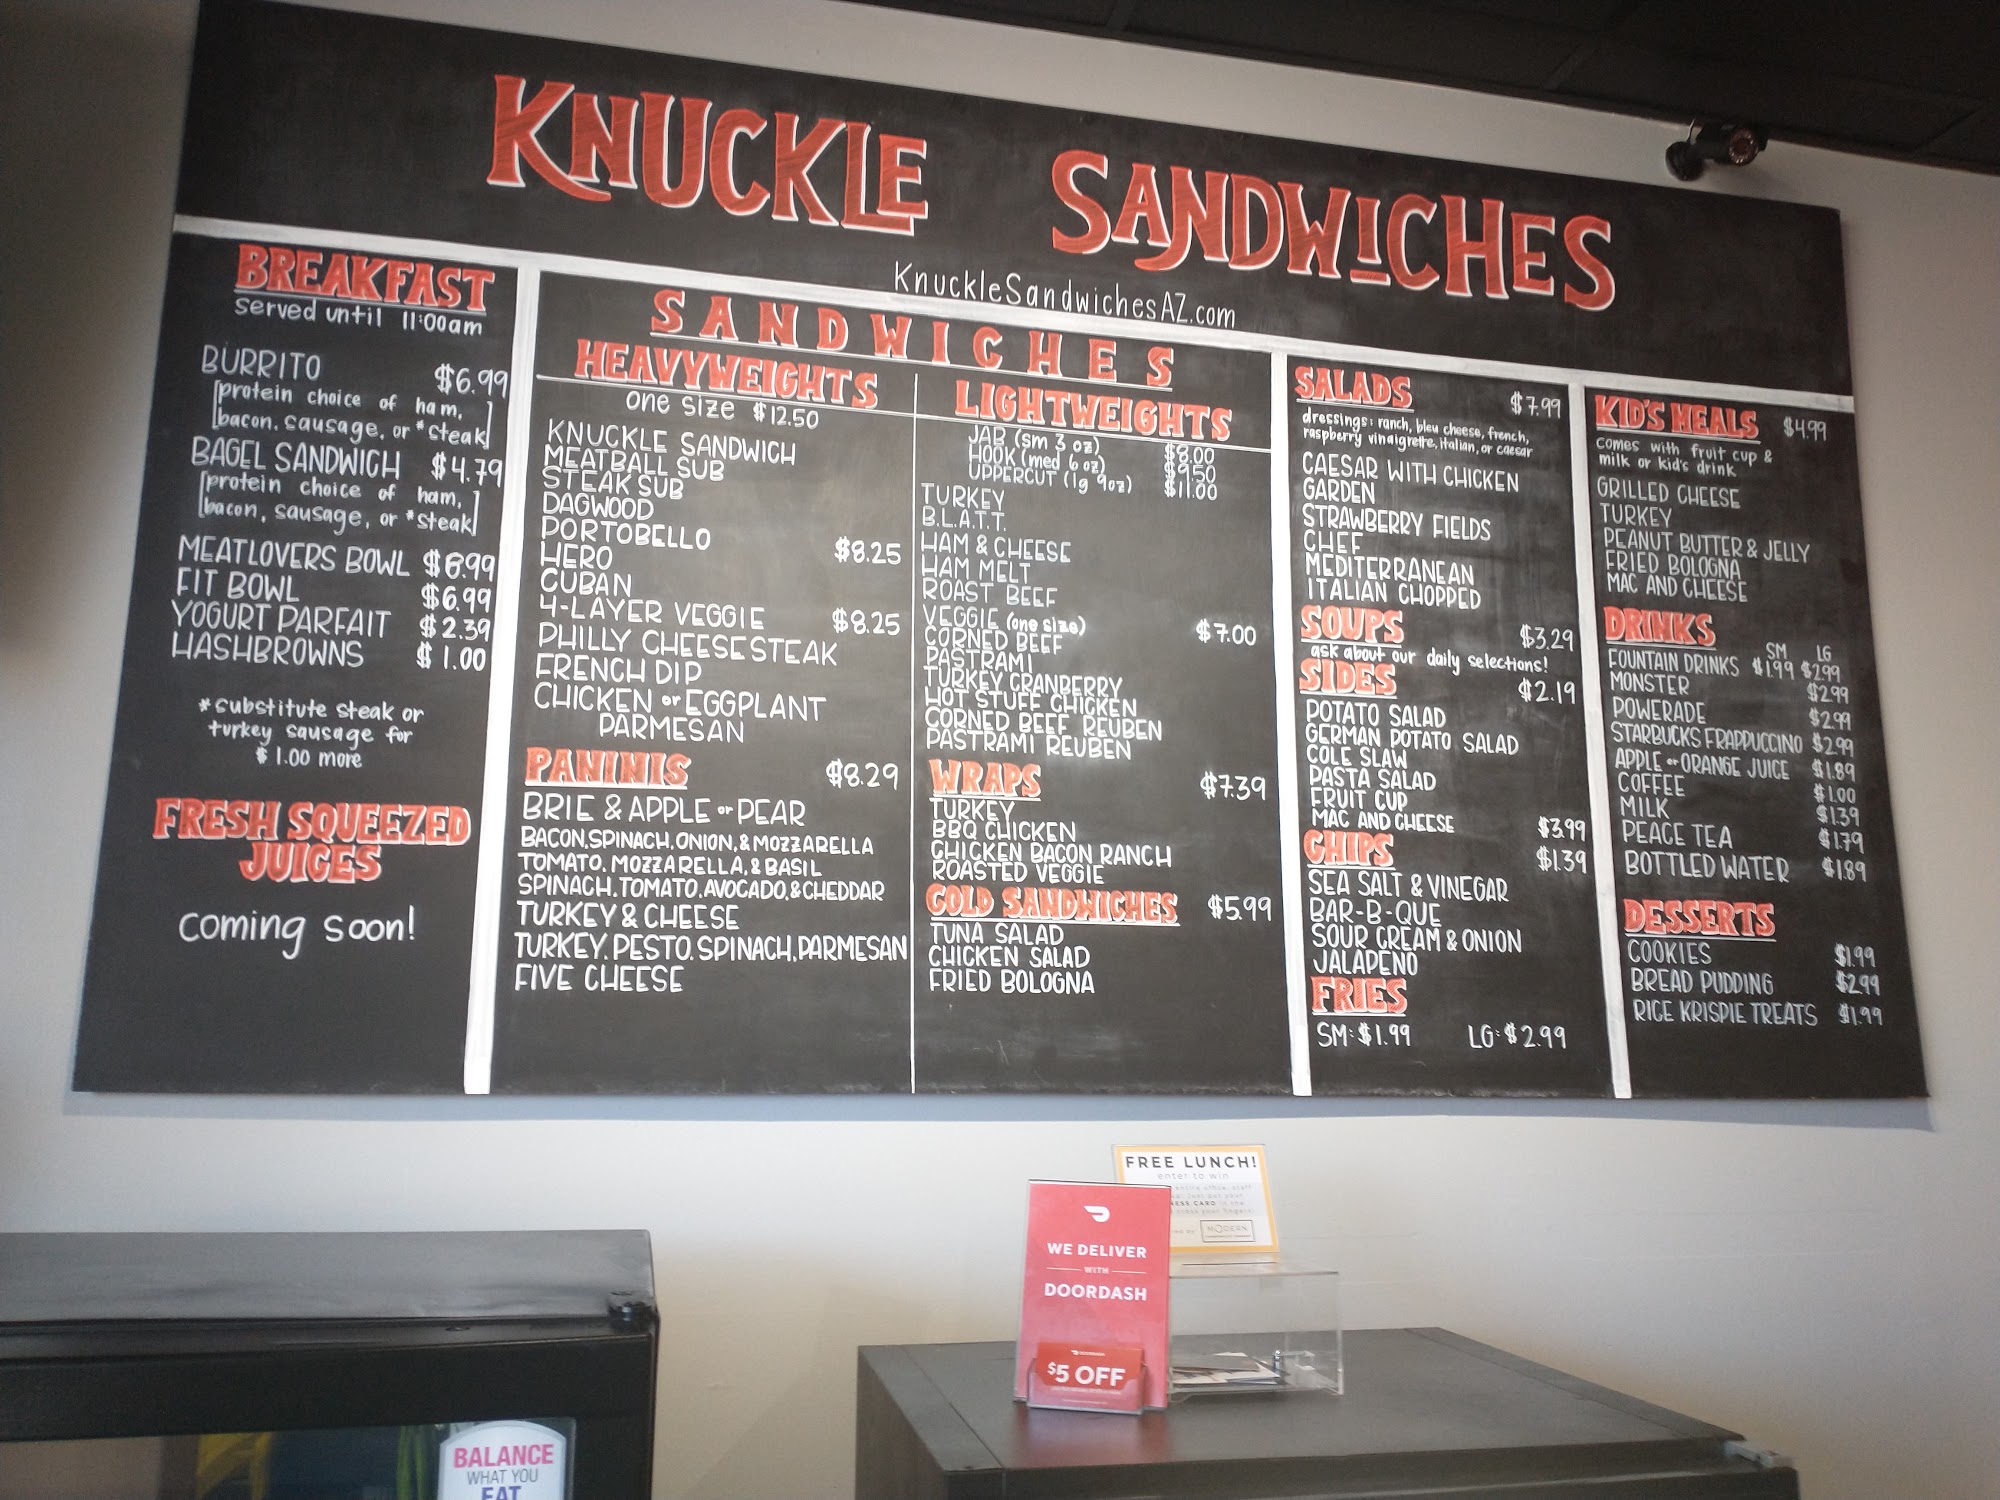 KNUCKLE SANDWICHES
KnuckleSandwichesAZ.com
BREAKFAST
served until 11:00am
BURRITO $6.99
[protein choice of ham,
bacon, sausage, or *steak]
BAGEL SANDWICH $4.79
[protein choice of ham,
bacon, sausage, or *steak]
MEATLOVERS BOWL $6.99
FIT BOWL $6.99
YOGURT PARFAIT $2.39
HASHBROWNS $1.00
*substitute steak or
turkey sausage for
$1.00 more
FRESH SQUEEZED
JUICES
coming soon!
SANDWICHES
HEAVYWEIGHTS
one size $12.50
KNUCKLE SANDWICH
MEATBALL SUB
STEAK SUB
DAGWOOD
PORTOBELLO $8.25
HERO
CUBAN
4-LAYER VEGGIE $8.25
PHILLY CHEESESTEAK
FRENCH DIP
CHICKEN or EGGPLANT
PARMESAN
PANINIS $8.29
BRIE & APPLE or PEAR
BACON, SPINACH, ONION, & MOZZARELLA
TOMATO, MOZZARELLA, & BASIL
SPINACH, TOMATO, AVOCADO, & CHEDDAR
TURKEY & CHEESE
TURKEY, PESTO, SPINACH, PARMESAN
FIVE CHEESE
LIGHTWEIGHTS
JAB (sm 3 oz) $8.00
HOOK (med 6 oz) $9.50
UPPERCUT (lg 9oz) $11.00
TURKEY
B.L.A.T.T.
HAM & CHEESE
HAM MELT
ROAST BEEF
VEGGIE (one size) $7.00
CORNED BEEF
PASTRAMI
TURKEY CRANBERRY
HOT STUFF CHICKEN
CORNED BEEF REUBEN
PASTRAMI REUBEN
WRAPS $7.39
TURKEY
BBQ CHICKEN
CHICKEN BACON RANCH
ROASTED VEGGIE
COLD SANDWICHES $5.99
TUNA SALAD
CHICKEN SALAD
FRIED BOLOGNA
SALADS $7.99
dressings: ranch, bleu cheese, french,
raspberry vinaigrette, italian, or caesar
CAESAR WITH CHICKEN
GARDEN
STRAWBERRY FIELDS
CHEF
MEDITERRANEAN
ITALIAN CHOPPED
SOUPS $3.29
ask about our daily selections!
SIDES $2.19
POTATO SALAD
GERMAN POTATO SALAD
COLE SLAW
PASTA SALAD
FRUIT CUP
MAC AND CHEESE $3.99
CHIPS $1.39
SEA SALT & VINEGAR
BAR-B-QUE
SOUR CREAM & ONION
JALAPENO
FRIES
SM: $1.99 LG: $2.99
KID'S MEALS $4.99
comes with fruit cup &
milk or kid's drink
GRILLED CHEESE
TURKEY
PEANUT BUTTER & JELLY
FRIED BOLOGNA
MAC AND CHEESE
DRINKS
SM LG
FOUNTAIN DRINKS $1.99 $2.99
MONSTER $2.99
POWERADE $2.99
STARBUCKS FRAPPUCCINO $2.99
APPLE or ORANGE JUICE $1.89
COFFEE $1.00
MILK $1.39
PEACE TEA $1.79
BOTTLED WATER $1.89
DESSERTS
COOKIES $1.99
BREAD PUDDING $2.99
RICE KRISPIE TREATS $1.99
FREE LUNCH!
enter to win
MODERN
WE DELIVER
WITH
DOORDASH
DOORDASH
$5 OFF
BALANCE
WHAT YOU
EAT